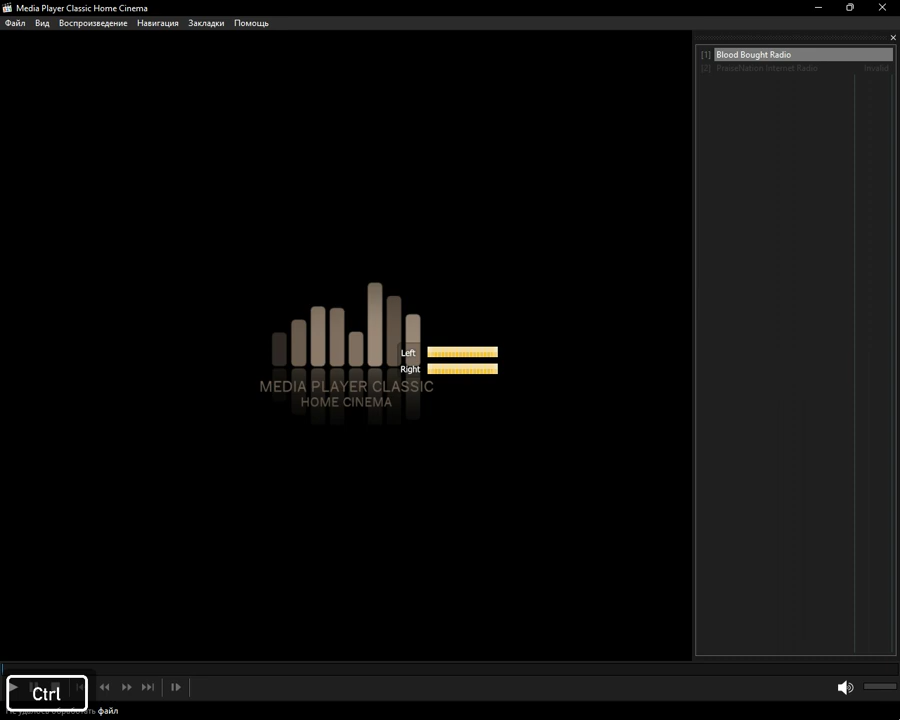 Media Player Classic Home Cinema
Файл Вид Воспроизведение Навигация Закладки Помощь
[1] Blood Bought Radio
[2] PraiseNation Internet Radio Invalid
Left
Right
MEDIA PLAYER CLASSIC
HOME CINEMA
Ctrl
файл